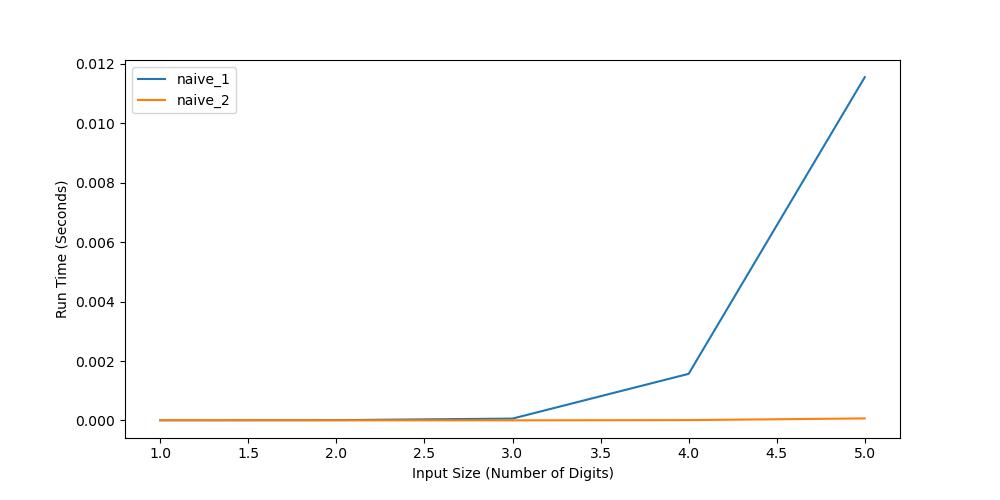 0.012
0.010
0.008
0.006
0.004
0.002
0.000
Run Time (Seconds)
naive_1
naive_2
1.0 1.5 2.0 2.5 3.0 3.5 4.0 4.5 5.0
Input Size (Number of Digits)